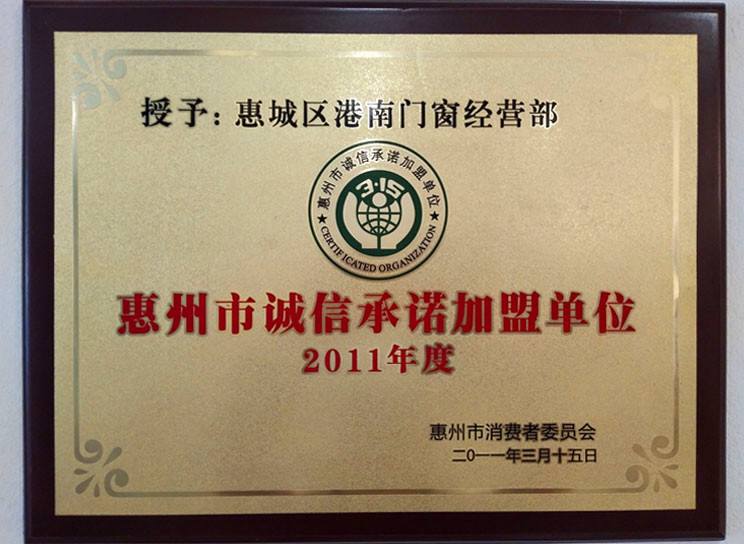 授予：惠城区港南门窗经营部
惠州市诚信承诺加盟单位
3·15
CERTIFICATED ORGANIZATION
惠州市诚信承诺加盟单位
2011年度
惠州市消费者委员会
二〇一一年三月十五日